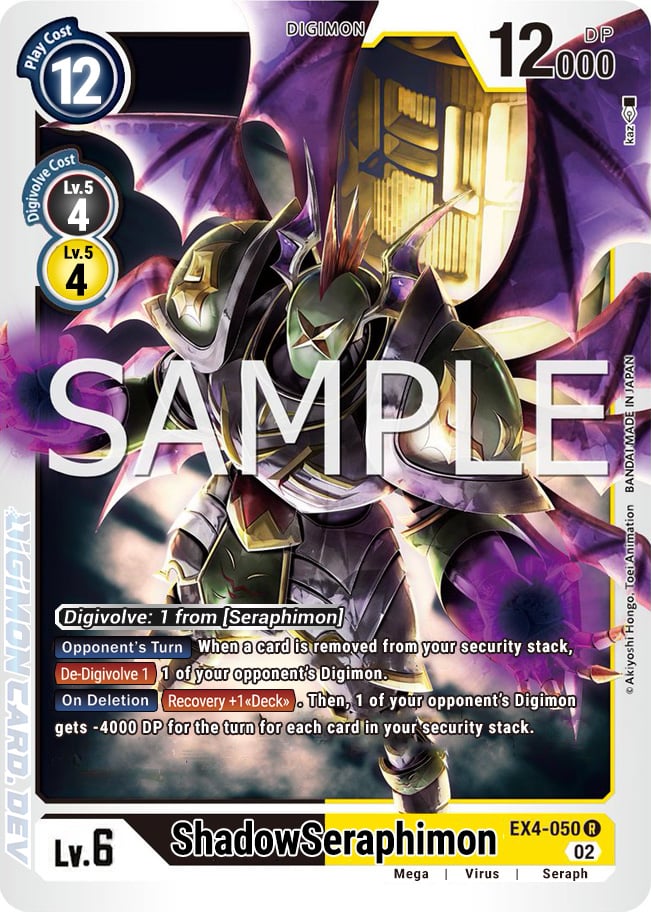 Play Cost
12
DIGIMON
12000
DP
kaz
Digivolve Cost
Lv.5
4
Lv.5
4
SAMPLE
BANDAI MADE IN JAPAN
© Akiyoshi Hongo, Toei Animation
DIGIMONCARD.DEV
Digivolve: 1 from [Seraphimon]
Opponent's Turn When a card is removed from your security stack,
De-Digivolve 1 1 of your opponent's Digimon.
On Deletion Recovery +1«Deck» . Then, 1 of your opponent's Digimon
gets -4000 DP for the turn for each card in your security stack.
Lv.6
ShadowSeraphimon
EX4-050 R
02
Mega | Virus | Seraph